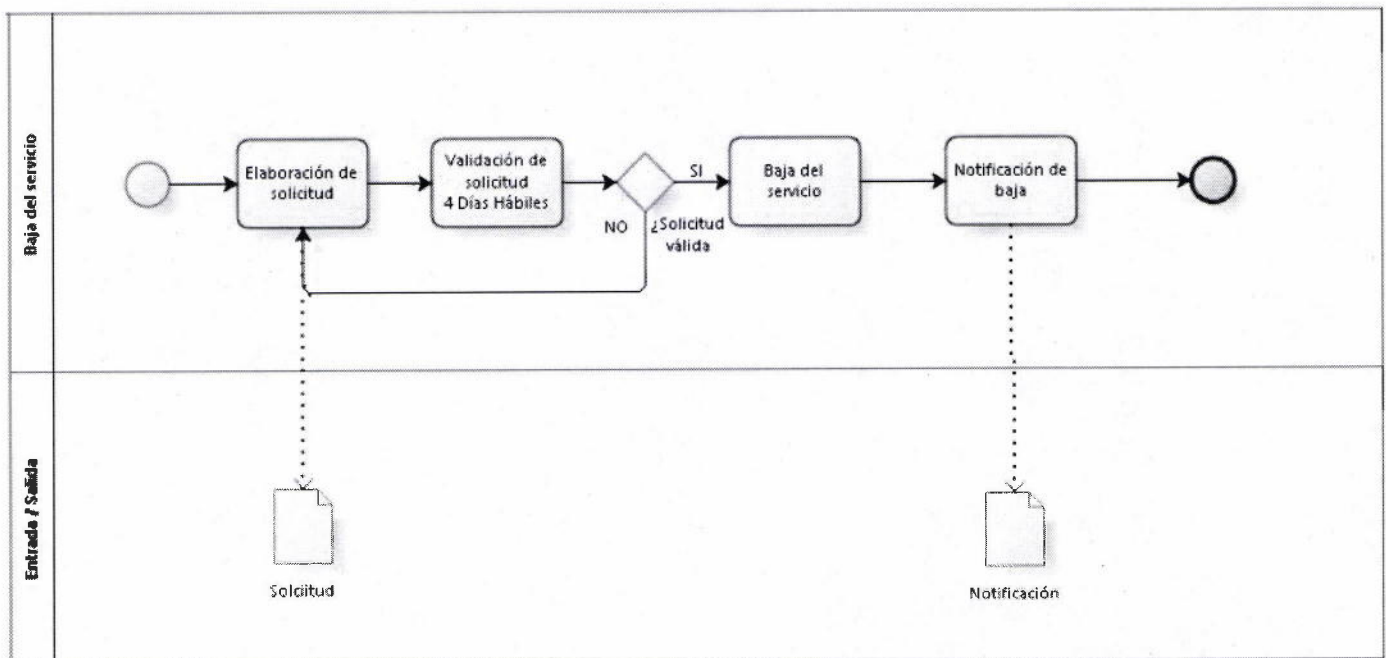 Baja del servicio
Elaboración de
solicitud
Validación de
solicitud
4 Días Hábiles
SI
NO
¿Solicitud
válida
Baja del
servicio
Notificación de
baja
Entrada / Salida
Solciitud
Notificación